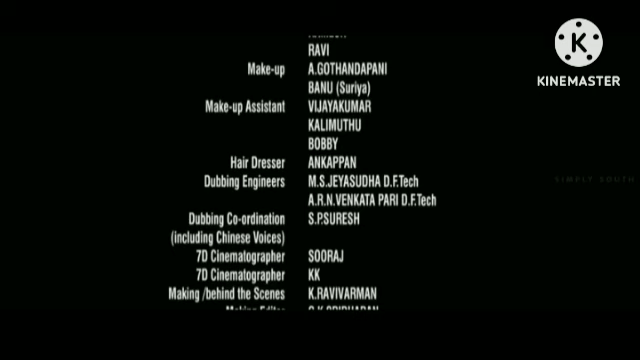 RAVI
Make-up A.GOTHANDAPANI
BANU (Suriya)
Make-up Assistant VIJAYAKUMAR
KALIMUTHU
BOBBY
Hair Dresser ANKAPPAN
Dubbing Engineers M.S.JEYASUDHA D.F.Tech
A.R.N.VENKATA PARI D.F.Tech
Dubbing Co-ordination S.P.SURESH
(including Chinese Voices)
7D Cinematographer SOORAJ
7D Cinematographer KK
Making /behind the Scenes K.RAVIVARMAN
K
KINEMASTER
SIMPLY SOUTH